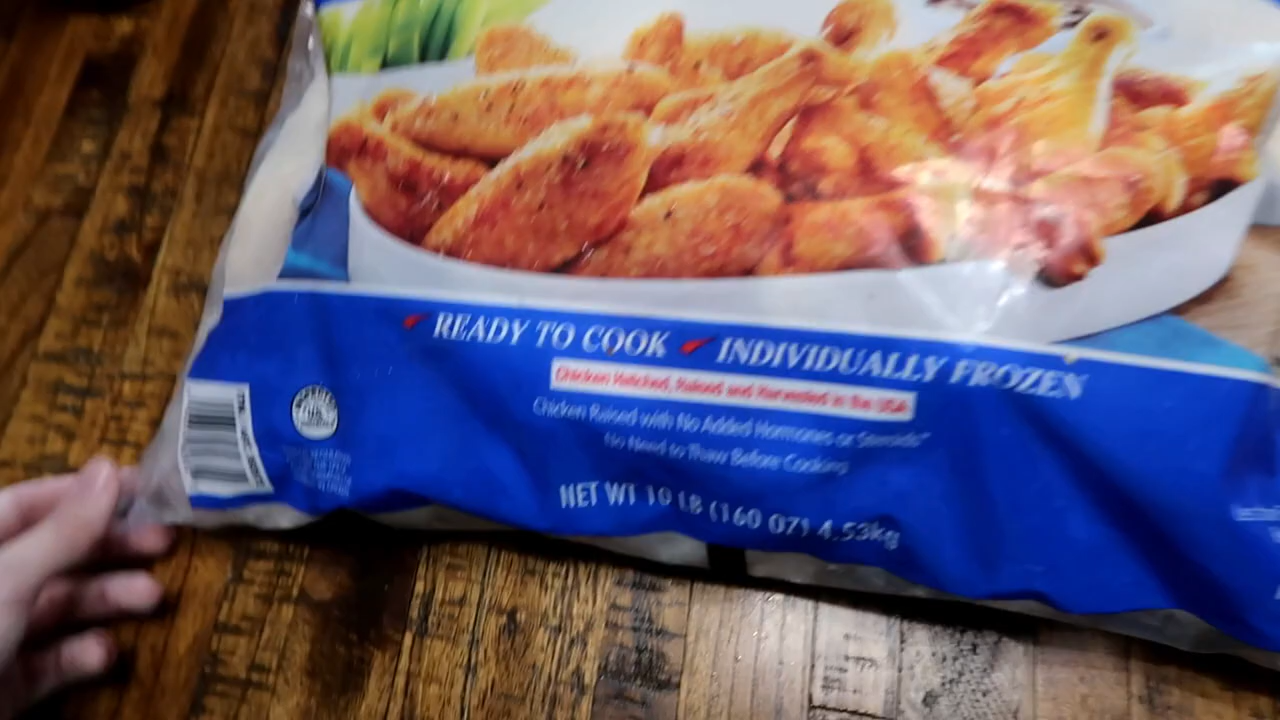 READY TO COOK INDIVIDUALLY FROZEN
Chicken Hatched, Raised and Harvested in the USA
Chicken Raised with No Added Hormones or Steroids*
No Need to Thaw Before Cooking
NET WT 10 LB (160 OZ) 4.53kg